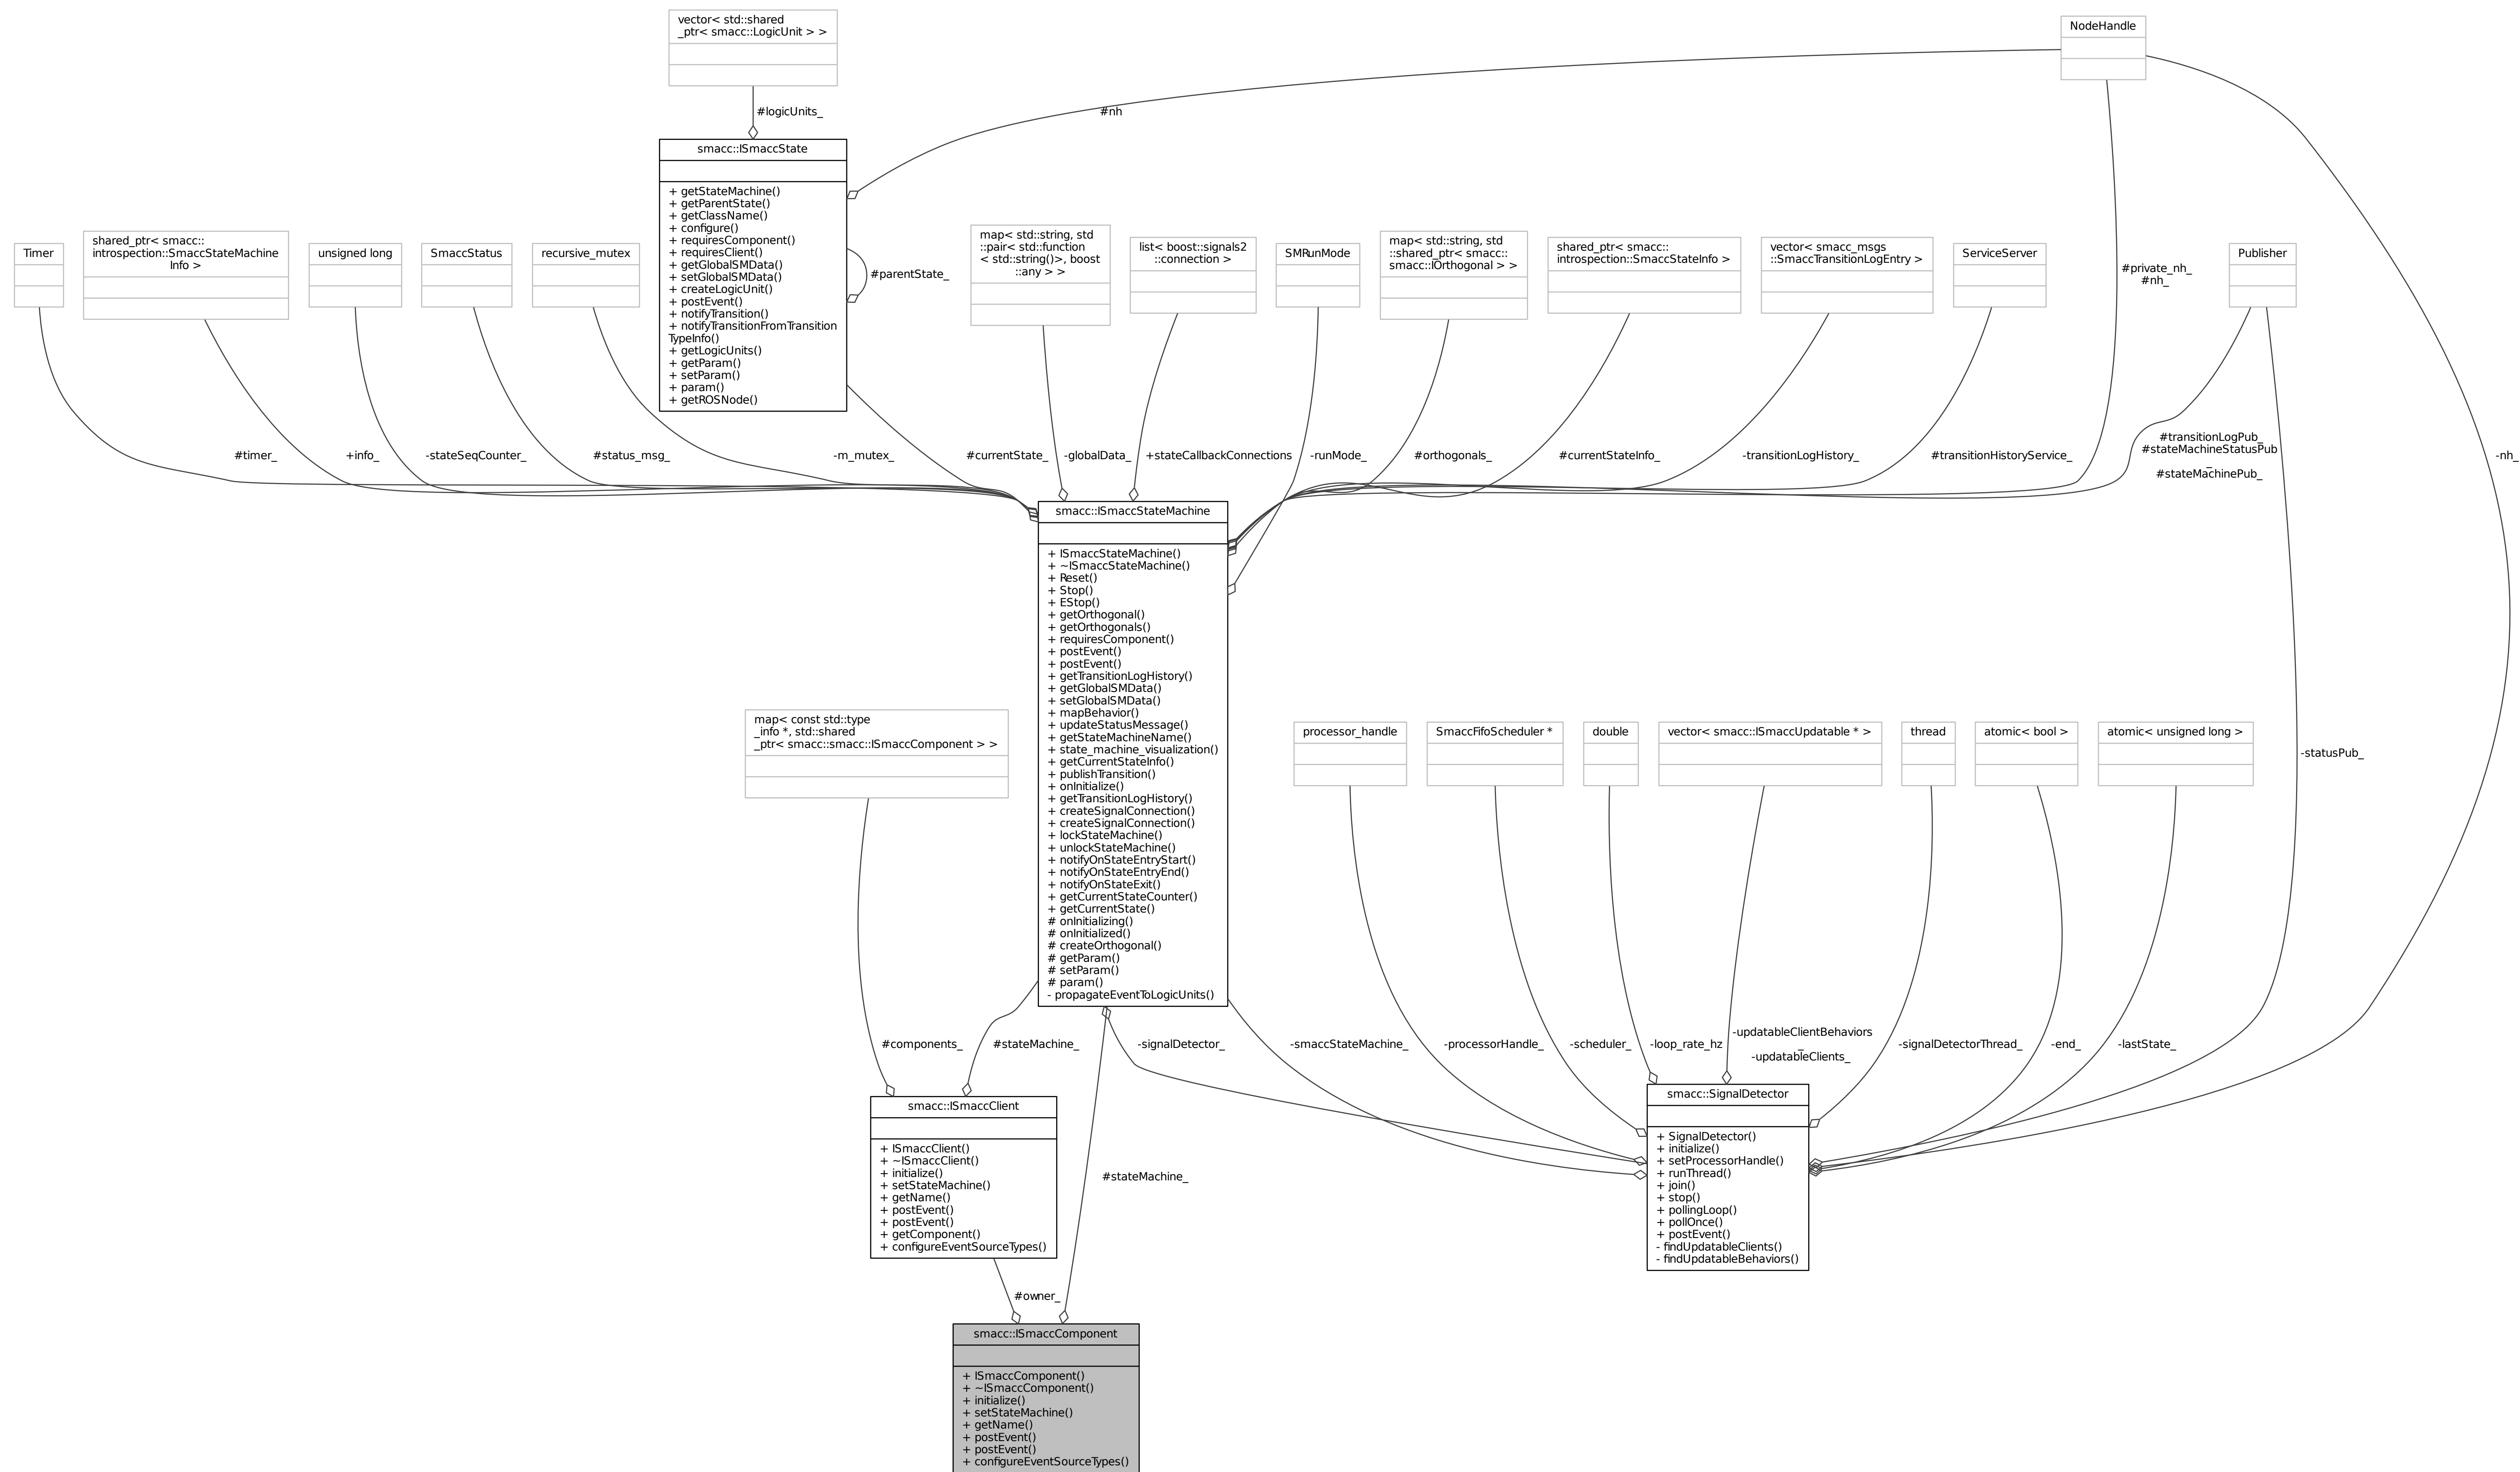 vector< std::shared
_ptr< smacc::LogicUnit > >
NodeHandle
#logicUnits_
#nh
smacc::ISmaccState
+ getStateMachine()
+ getParentState()
+ getClassName()
+ configure()
+ requiresComponent()
+ requiresClient()
+ getGlobalSMData()
+ setGlobalSMData()
+ createLogicUnit()
+ postEvent()
+ notifyTransition()
+ notifyTransitionFromTransition
TypeInfo()
+ getLogicUnits()
+ getParam()
+ setParam()
+ param()
+ getROSNode()
#parentState_
Timer
shared_ptr< smacc::
introspection::SmaccStateMachine
Info >
unsigned long
SmaccStatus
recursive_mutex
map< std::string, std
::pair< std::function
< std::string()>, boost
::any > >
list< boost::signals2
::connection >
SMRunMode
map< std::string, std
::shared_ptr< smacc::
smacc::IOrthogonal > >
shared_ptr< smacc::
introspection::SmaccStateInfo >
vector< smacc_msgs
::SmaccTransitionLogEntry >
ServiceServer
#private_nh_
#nh_
Publisher
#timer_
+info_
-stateSeqCounter_
#status_msg_
-m_mutex_
#currentState_
-globalData_
+stateCallbackConnections
-runMode_
#orthogonals_
#currentStateInfo_
-transitionLogHistory_
#transitionHistoryService_
#transitionLogPub_
#stateMachineStatusPub
_
#stateMachinePub_
-nh_
smacc::ISmaccStateMachine
+ ISmaccStateMachine()
+ ~ISmaccStateMachine()
+ Reset()
+ Stop()
+ EStop()
+ getOrthogonal()
+ getOrthogonals()
+ requiresComponent()
+ postEvent()
+ postEvent()
+ getTransitionLogHistory()
+ getGlobalSMData()
+ setGlobalSMData()
+ mapBehavior()
+ updateStatusMessage()
+ getStateMachineName()
+ state_machine_visualization()
+ getCurrentStateInfo()
+ publishTransition()
+ onInitialize()
+ getTransitionLogHistory()
+ createSignalConnection()
+ createSignalConnection()
+ lockStateMachine()
+ unlockStateMachine()
+ notifyOnStateEntryStart()
+ notifyOnStateEntryEnd()
+ notifyOnStateExit()
+ getCurrentStateCounter()
+ getCurrentState()
# onInitializing()
# onInitialized()
# createOrthogonal()
# getParam()
# setParam()
# param()
- propagateEventToLogicUnits()
map< const std::type
_info *, std::shared
_ptr< smacc::smacc::ISmaccComponent > >
processor_handle
SmaccFifoScheduler *
double
vector< smacc::ISmaccUpdatable * >
thread
atomic< bool >
atomic< unsigned long >
-statusPub_
#components_
#stateMachine_
-signalDetector_
-smaccStateMachine_
-processorHandle_
-scheduler_
-loop_rate_hz
-updatableClientBehaviors
_
-updatableClients_
-signalDetectorThread_
-end_
-lastState_
smacc::ISmaccClient
+ ISmaccClient()
+ ~ISmaccClient()
+ initialize()
+ setStateMachine()
+ getName()
+ postEvent()
+ postEvent()
+ getComponent()
+ configureEventSourceTypes()
#stateMachine_
smacc::SignalDetector
+ SignalDetector()
+ initialize()
+ setProcessorHandle()
+ runThread()
+ join()
+ stop()
+ pollingLoop()
+ pollOnce()
+ postEvent()
- findUpdatableClients()
- findUpdatableBehaviors()
#owner_
smacc::ISmaccComponent
+ ISmaccComponent()
+ ~ISmaccComponent()
+ initialize()
+ setStateMachine()
+ getName()
+ postEvent()
+ postEvent()
+ configureEventSourceTypes()